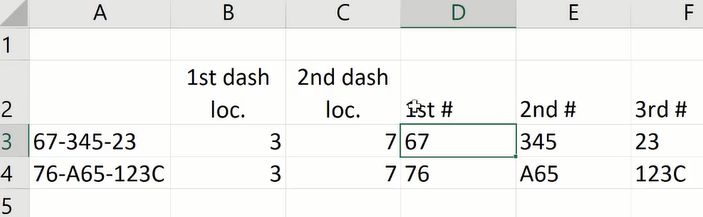 A B C D E F
1
1st dash 2nd dash
2 loc. loc. 1st # 2nd # 3rd #
3 67-345-23 3 7 67 345 23
4 76-A65-123C 3 7 76 A65 123C
5